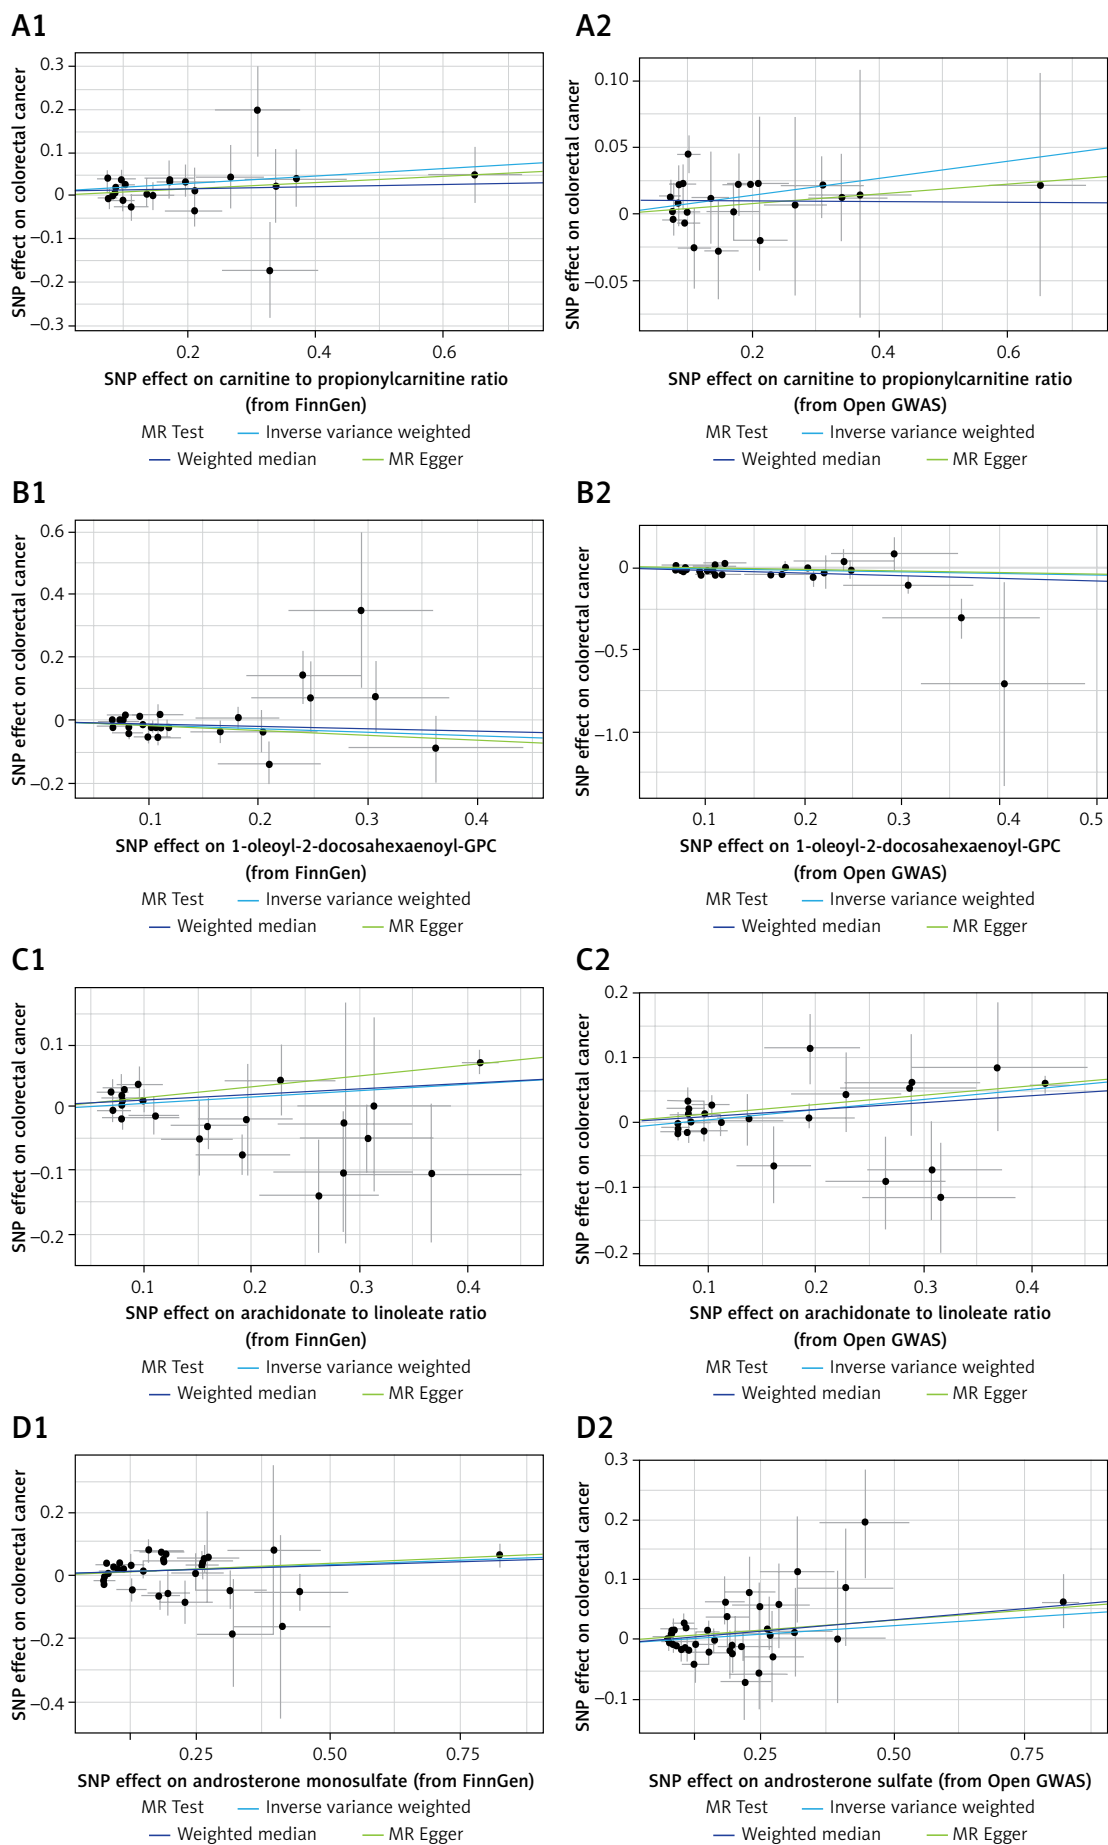 A1
SNP effect on colorectal cancer
0.3
0.2
0.1
0
–0.1
–0.2
–0.3
0.2 0.4 0.6
SNP effect on carnitine to propionylcarnitine ratio
(from FinnGen)
MR Test Inverse variance weighted
Weighted median MR Egger
A2
SNP effect on colorectal cancer
0.10
0.05
0
–0.05
0.2 0.4 0.6
SNP effect on carnitine to propionylcarnitine ratio
(from Open GWAS)
MR Test Inverse variance weighted
Weighted median MR Egger
B1
SNP effect on colorectal cancer
0.6
0.4
0.2
0
–0.2
0.1 0.2 0.3 0.4
SNP effect on 1-oleoyl-2-docosahexaenoyl-GPC
(from FinnGen)
MR Test Inverse variance weighted
Weighted median MR Egger
B2
SNP effect on colorectal cancer
0
–0.5
–1.0
0.1 0.2 0.3 0.4 0.5
SNP effect on 1-oleoyl-2-docosahexaenoyl-GPC
(from Open GWAS)
MR Test Inverse variance weighted
Weighted median MR Egger
C1
SNP effect on colorectal cancer
0.1
0
–0.1
–0.2
0.1 0.2 0.3 0.4
SNP effect on arachidonate to linoleate ratio
(from FinnGen)
MR Test Inverse variance weighted
Weighted median MR Egger
C2
SNP effect on colorectal cancer
0.2
0.1
0
–0.1
–0.2
0.1 0.2 0.3 0.4
SNP effect on arachidonate to linoleate ratio
(from Open GWAS)
MR Test Inverse variance weighted
Weighted median MR Egger
D1
SNP effect on colorectal cancer
0.2
0
–0.2
–0.4
0.25 0.50 0.75
SNP effect on androsterone monosulfate (from FinnGen)
MR Test Inverse variance weighted
Weighted median MR Egger
D2
SNP effect on colorectal cancer
0.3
0.2
0.1
0
–0.1
0.25 0.50 0.75
SNP effect on androsterone sulfate (from Open GWAS)
MR Test Inverse variance weighted
Weighted median MR Egger